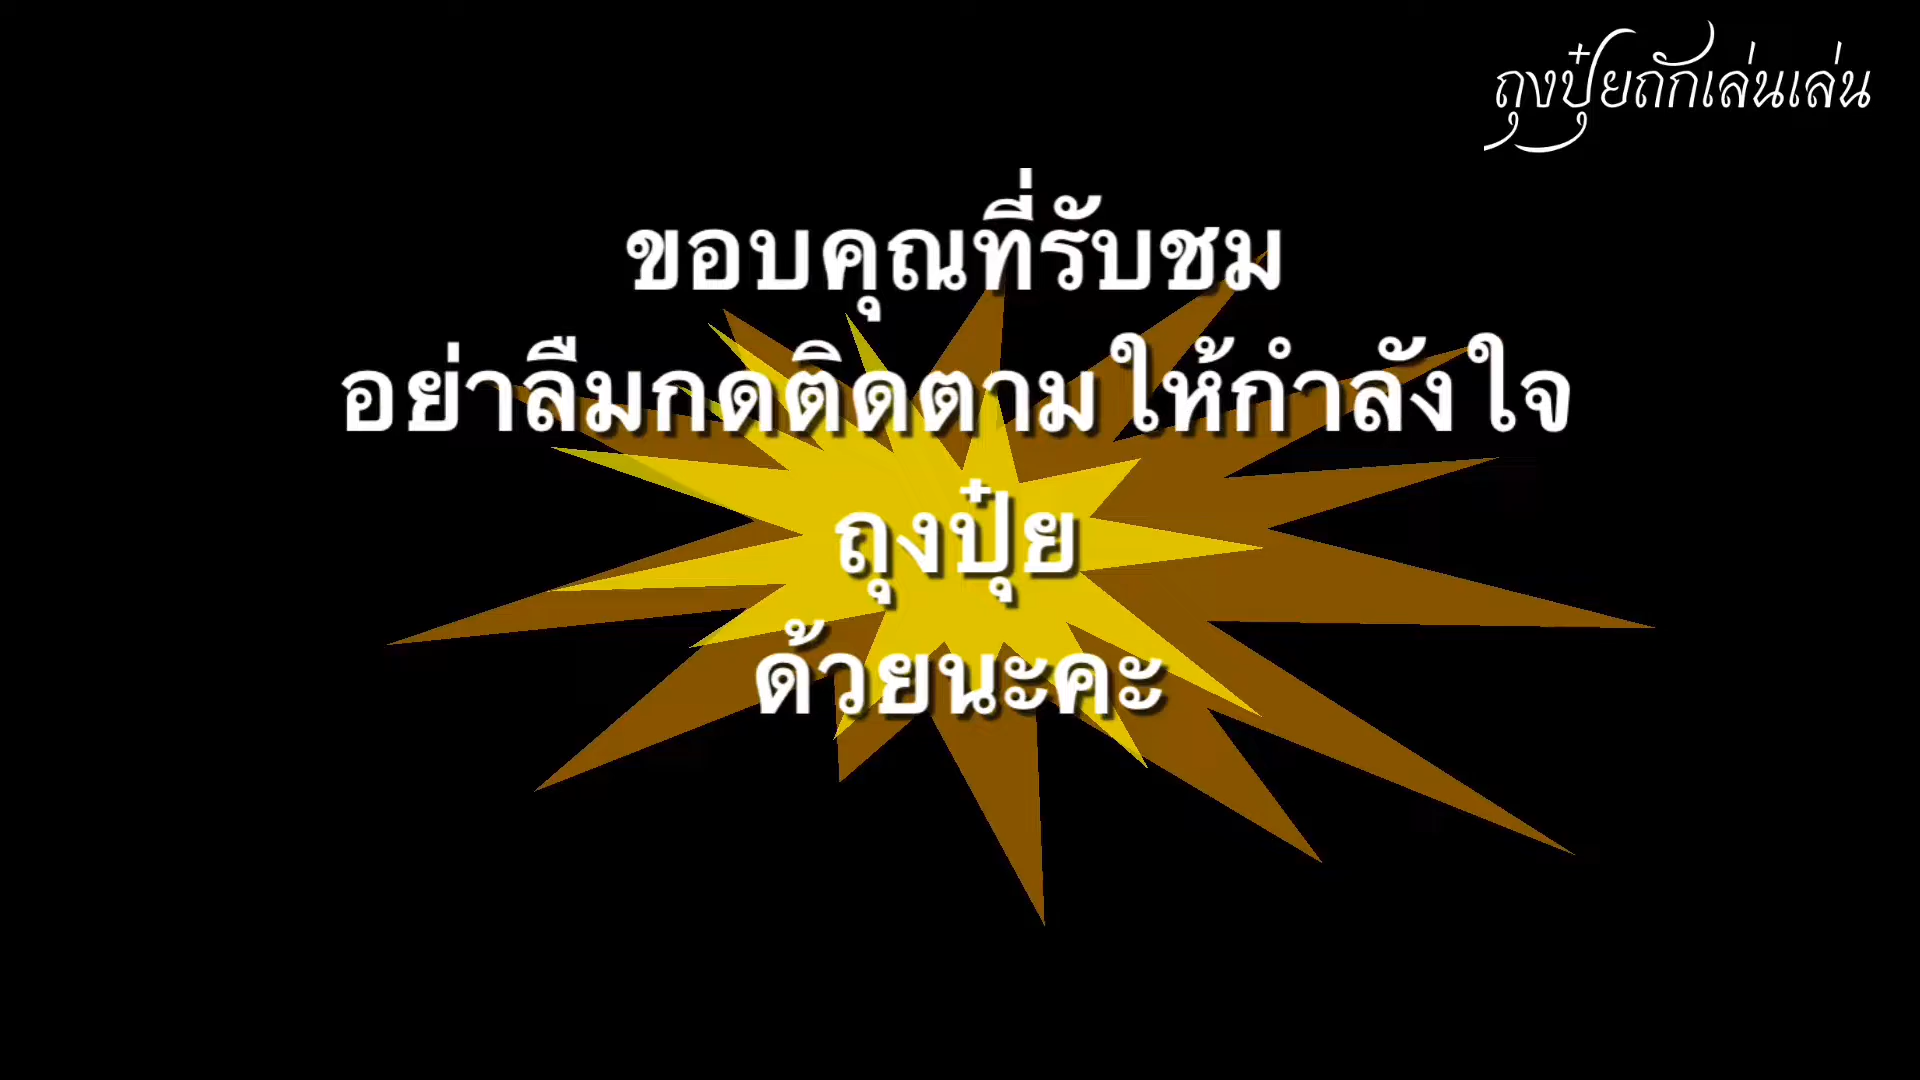 ถุงปุ๋ยถักเล่นเล่น
ขอบคุณที่รับชม
อย่าลืมกดติดตามให้กำลังใจ
ถุงปุ๋ย
ด้วยนะคะ